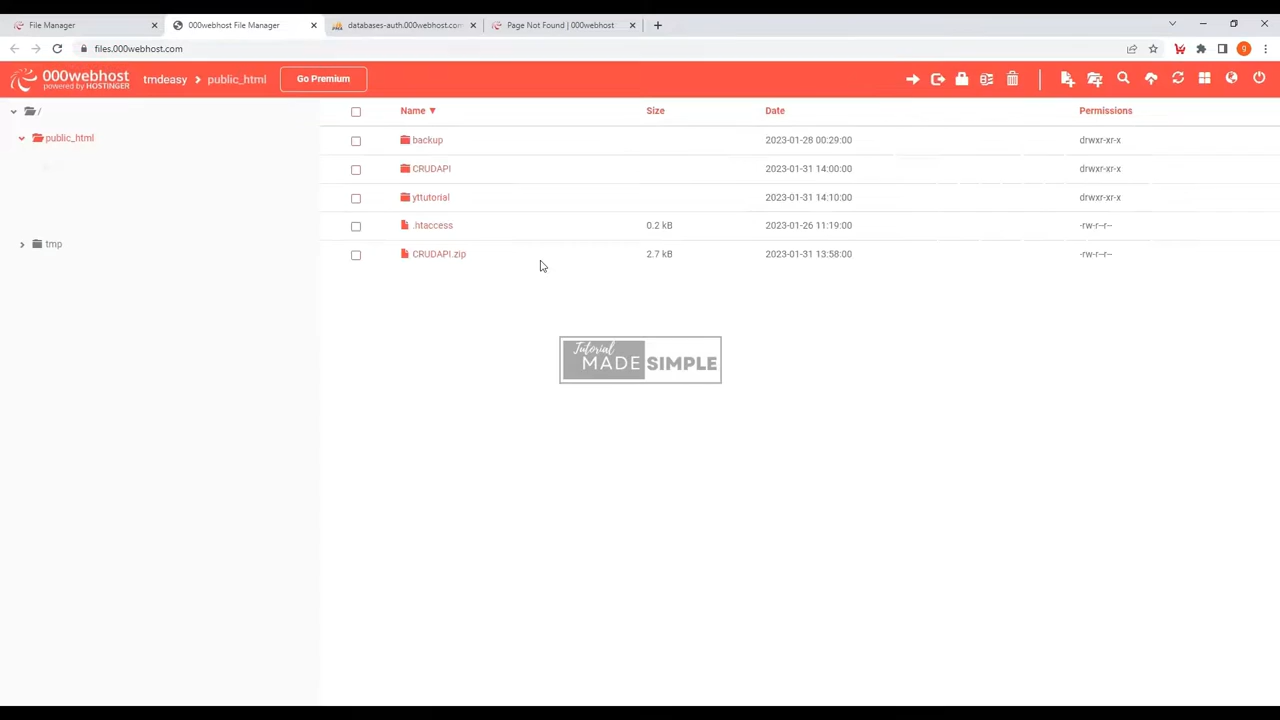 File Manager
000webhost File Manager
databases-auth.000webhost.com
Page Not Found | 000webhost
files.000webhost.com
9
000webhost
powered by HOSTINGER
tmdeasy
public_html
Go Premium
/
Name
Size
Date
Permissions
public_html
backup
2023-01-28 00:29:00
drwxr-xr-x
CRUDAPI
2023-01-31 14:00:00
drwxr-xr-x
yttutorial
2023-01-31 14:10:00
drwxr-xr-x
.htaccess
0.2 kB
2023-01-26 11:19:00
-rw-r--r--
tmp
CRUDAPI.zip
2.7 kB
2023-01-31 13:58:00
-rw-r--r--
Tutorial
MADE SIMPLE